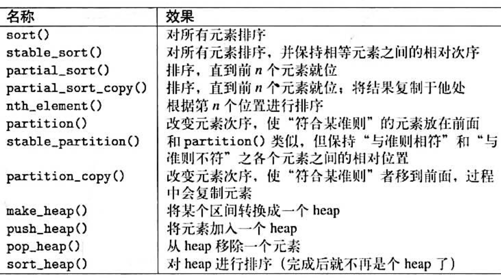 名称 效果
sort() 对所有元素排序
stable_sort() 对所有元素排序，并保持相等元素之间的相对次序
partial_sort() 排序，直到前 n 个元素就位
partial_sort_copy() 排序，直到前 n 个元素就位；将结果复制于他处
nth_element() 根据第 n 个位置进行排序
partition() 改变元素次序，使“符合某准则”的元素放在前面
stable_partition() 和 partition() 类似，但保持“与准则相符”和“与
准则不符”之各个元素之间的相对位置
partition_copy() 改变元素次序，使“符合某准则”者移到前面，过程
中会复制元素
make_heap() 将某个区间转换成一个 heap
push_heap() 将元素加入一个 heap
pop_heap() 从 heap 移除一个元素
sort_heap() 对 heap 进行排序（完成后就不再是个 heap 了）